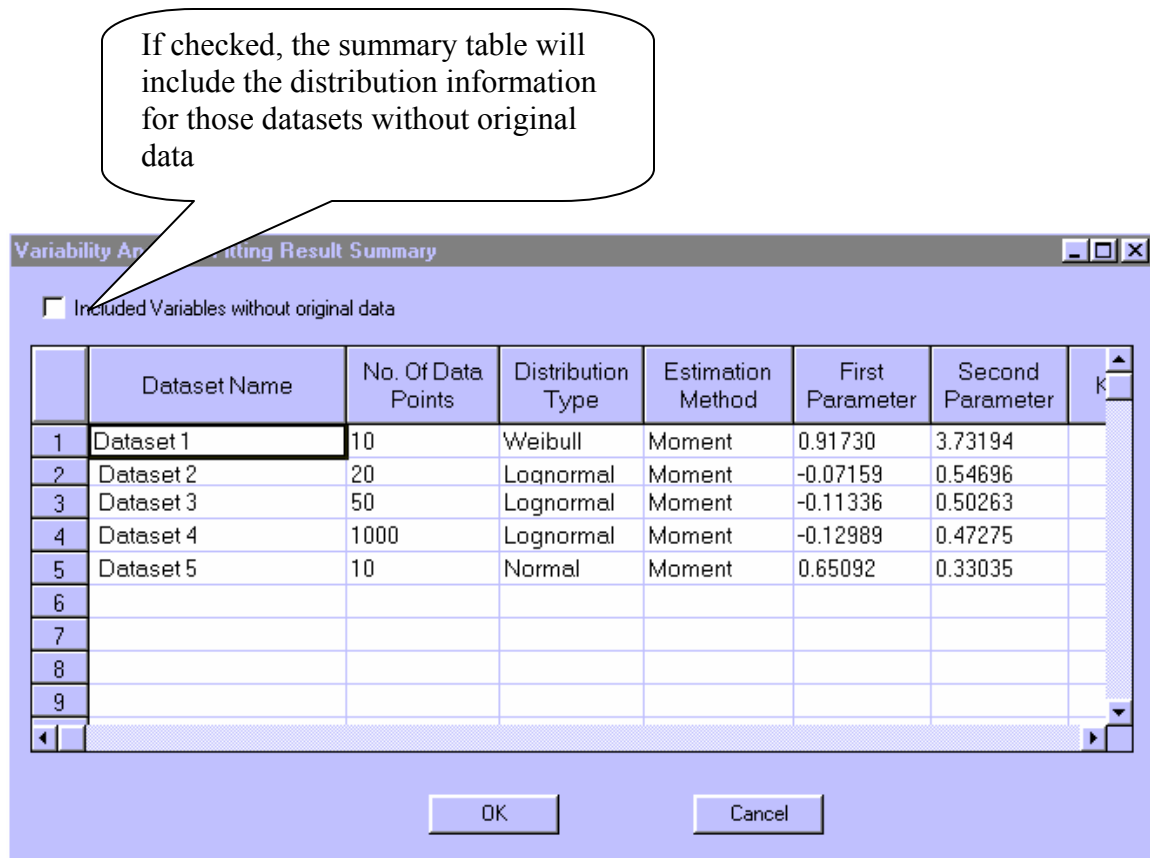 If checked, the summary table will
include the distribution information
for those datasets without original
data
Variability Fitting Result Summary
Included Variables without original data
Dataset Name No. Of Data Points Distribution Type Estimation Method First Parameter Second Parameter K
1 Dataset 1 10 Weibull Moment 0.91730 3.73194
2 Dataset 2 20 Lognormal Moment -0.07159 0.54696
3 Dataset 3 50 Lognormal Moment -0.11336 0.50263
4 Dataset 4 1000 Lognormal Moment -0.12989 0.47275
5 Dataset 5 10 Normal Moment 0.65092 0.33035
6
7
8
9
OK Cancel